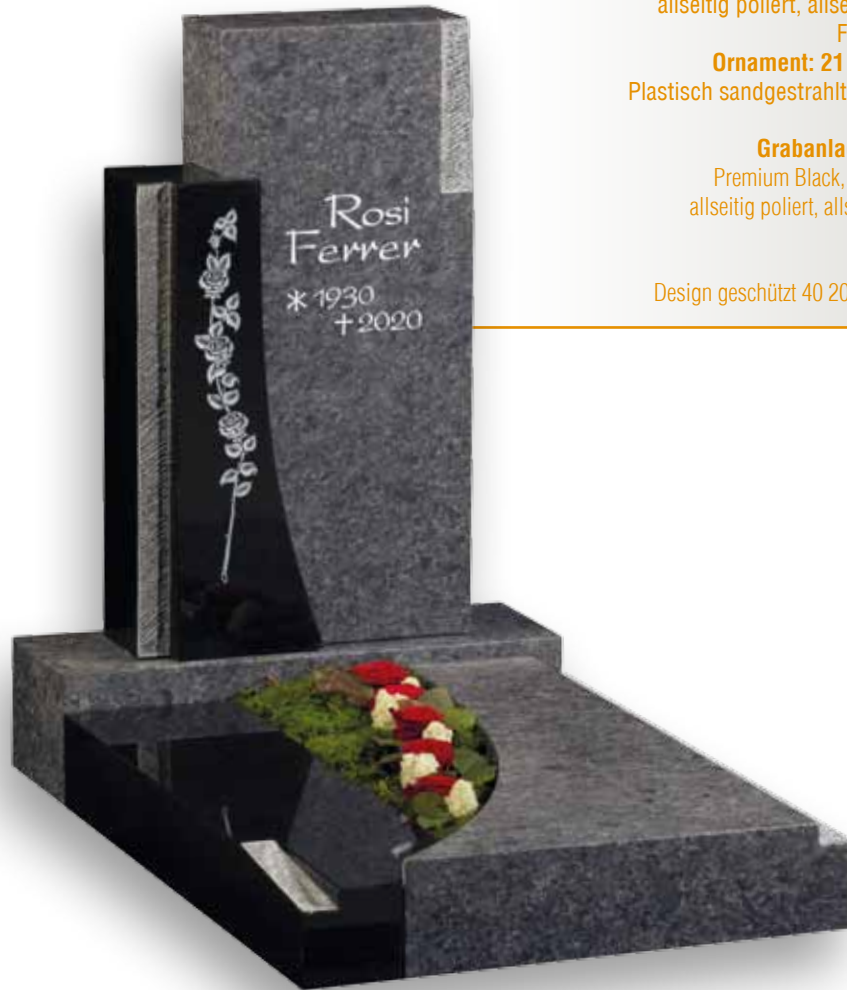 allseitig poliert, allse
F
Ornament: 21
Plastisch sandgestrahlt
Grabanla
Premium Black,
allseitig poliert, alls
Design geschützt 40 20
Rosi
Ferrer
* 1930
† 2020